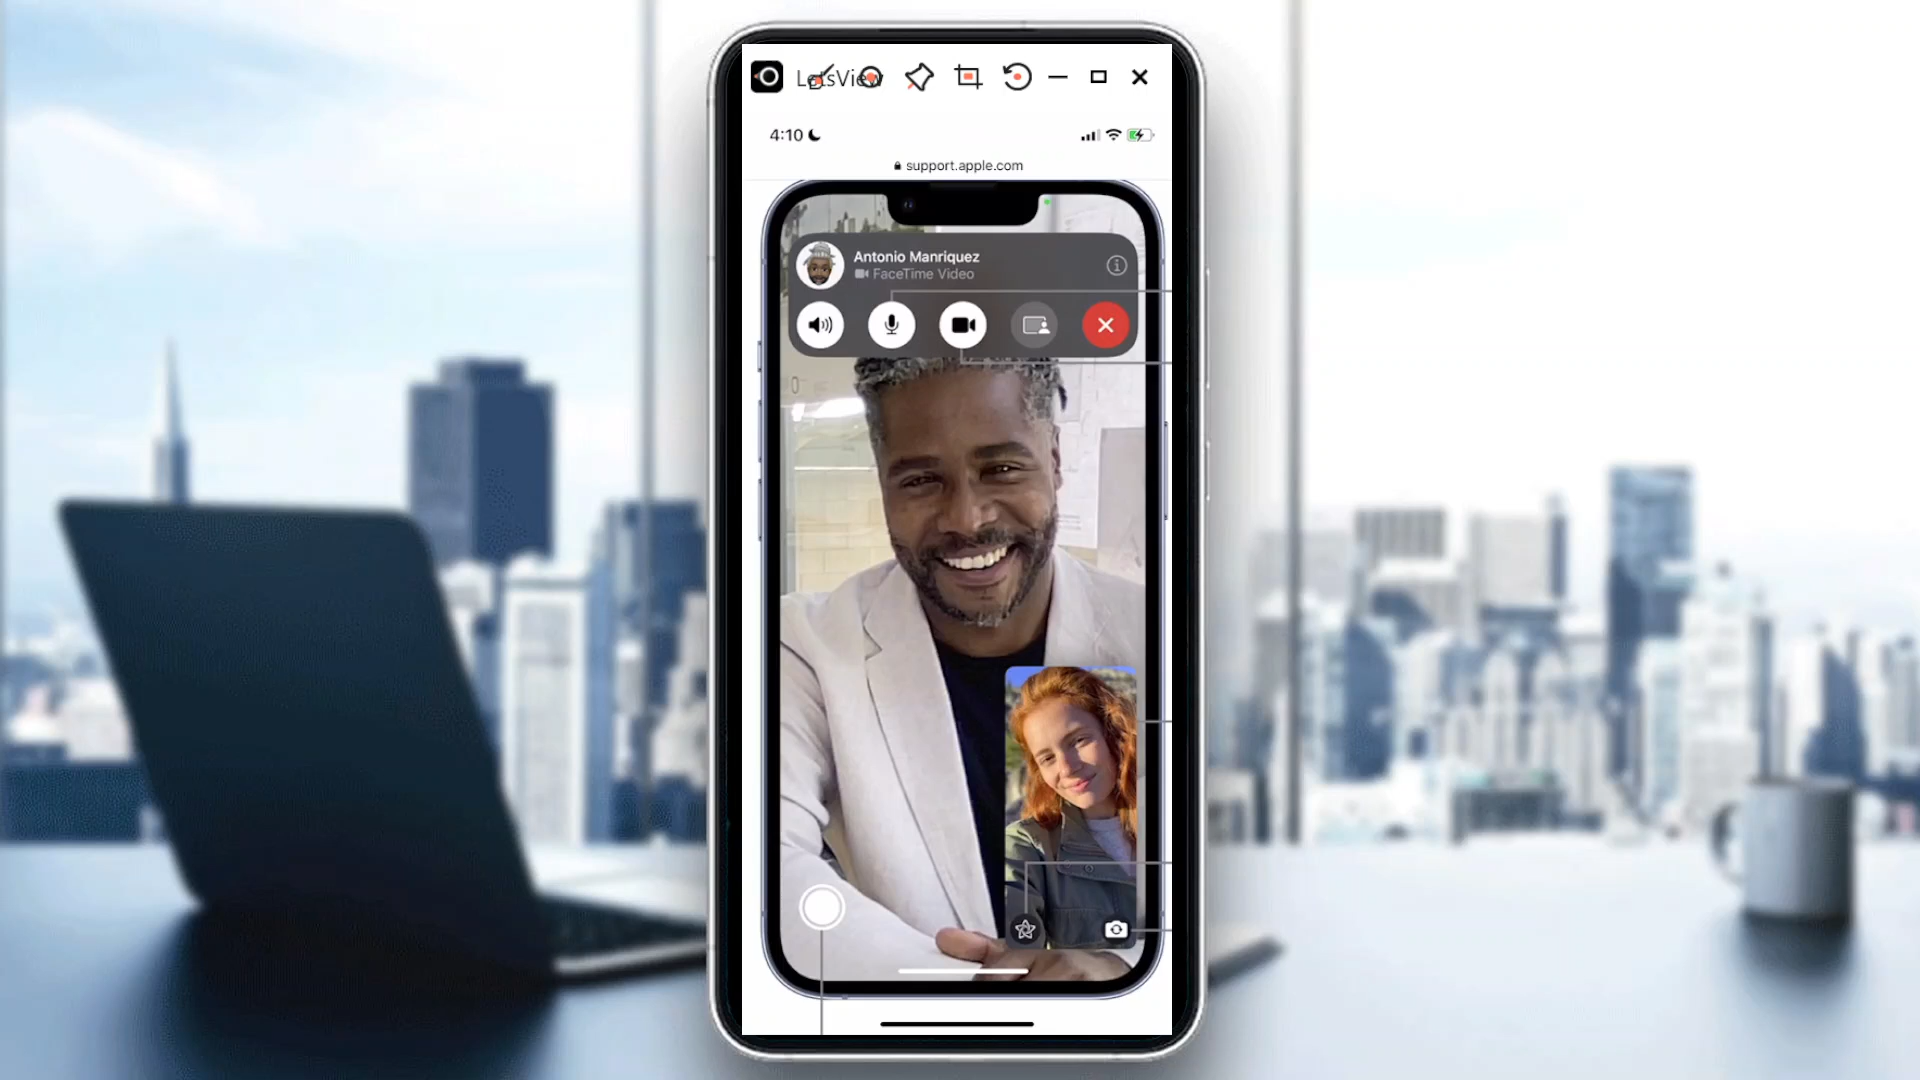 LetsView
4:10
support.apple.com
Antonio Manriquez
FaceTime Video